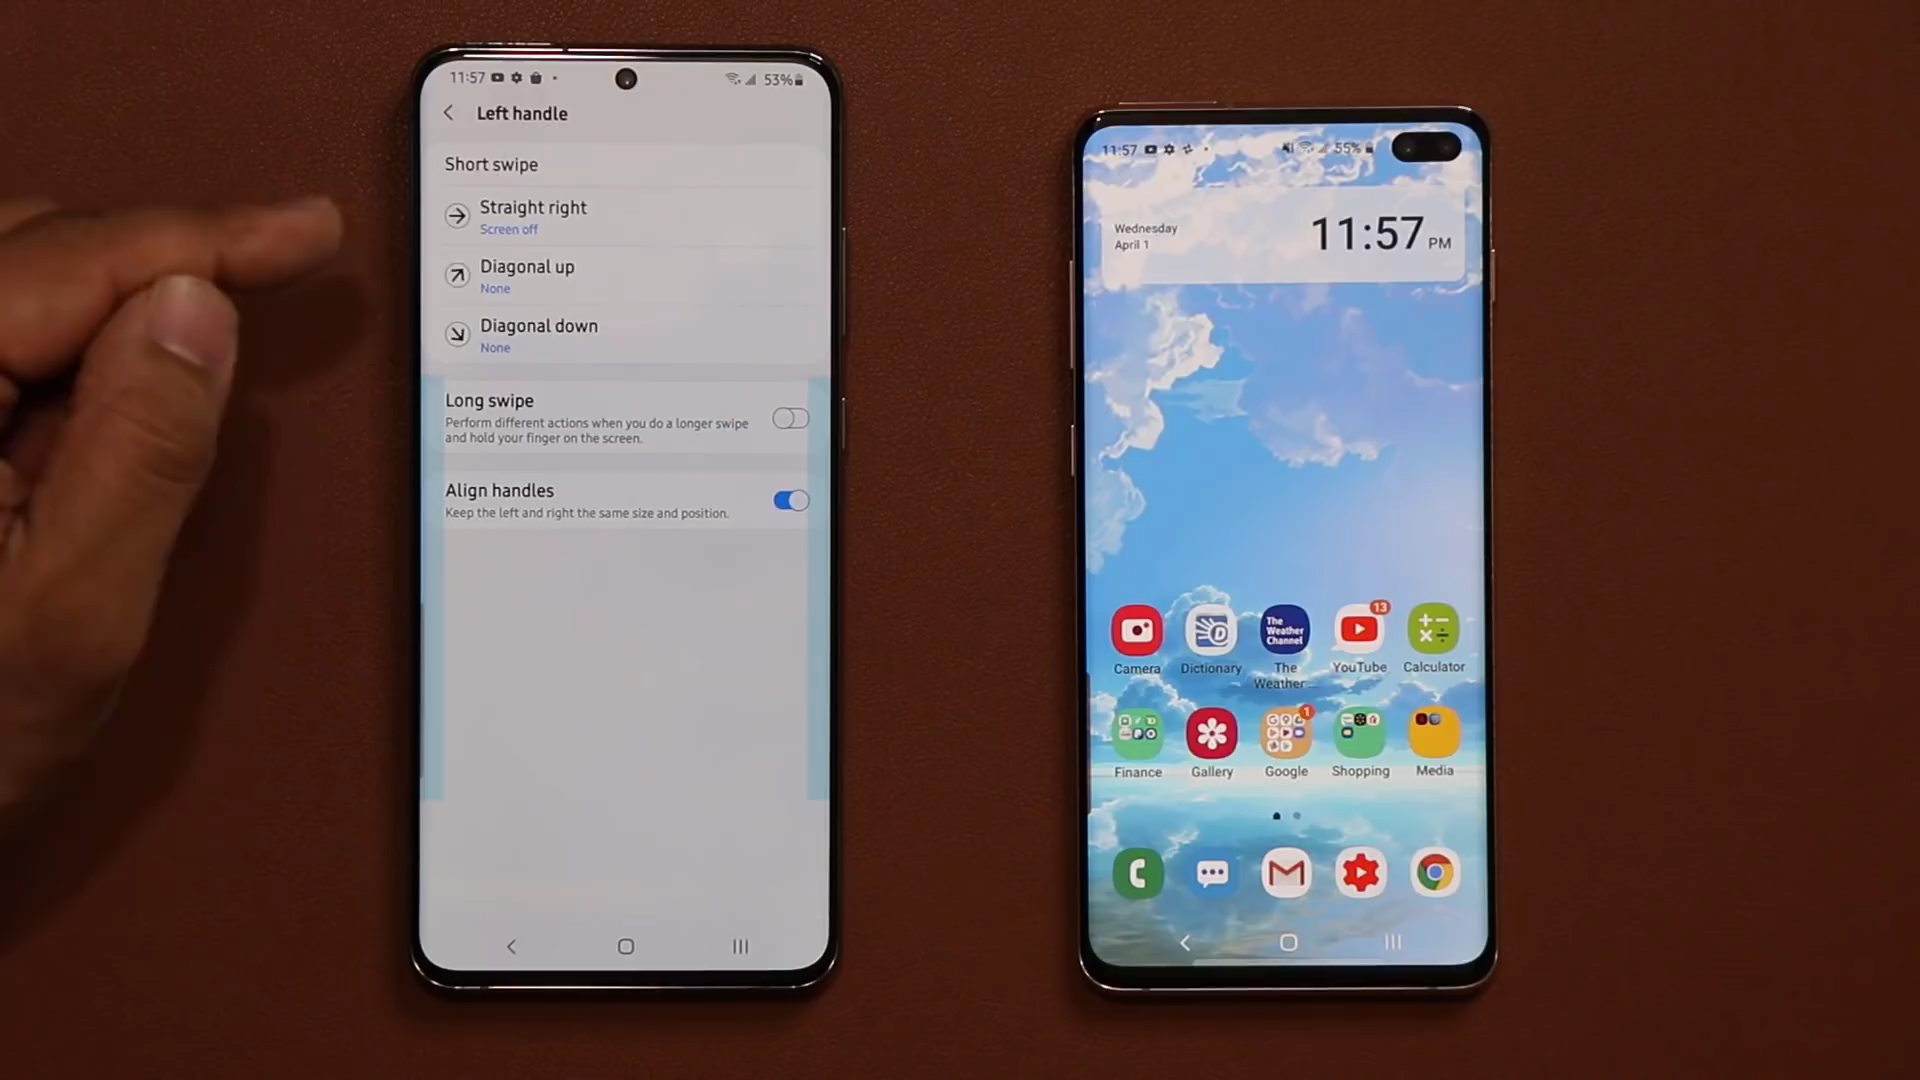 11:57
53%
Left handle
Short swipe
Straight right
Screen off
Diagonal up
None
Diagonal down
None
Long swipe
Perform different actions when you do a longer swipe
and hold your finger on the screen.
Align handles
Keep the left and right the same size and position.
11:57
55%
Wednesday
April 1
11:57 PM
The
Weather
Channel
13
Camera
Dictionary
The
Weather...
YouTube
Calculator
1
Finance
Gallery
Google
Shopping
Media